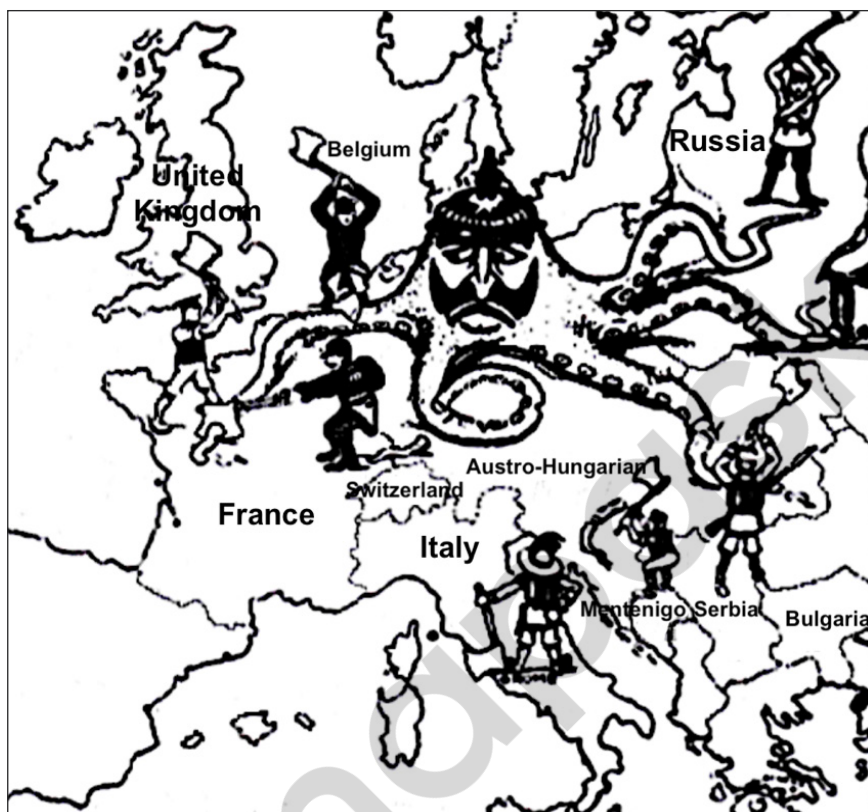 Belgium
Russia
United
Kingdom
Austro-Hungarian
Switzerland
France
Italy
Mentenigo Serbia
Bulgaria